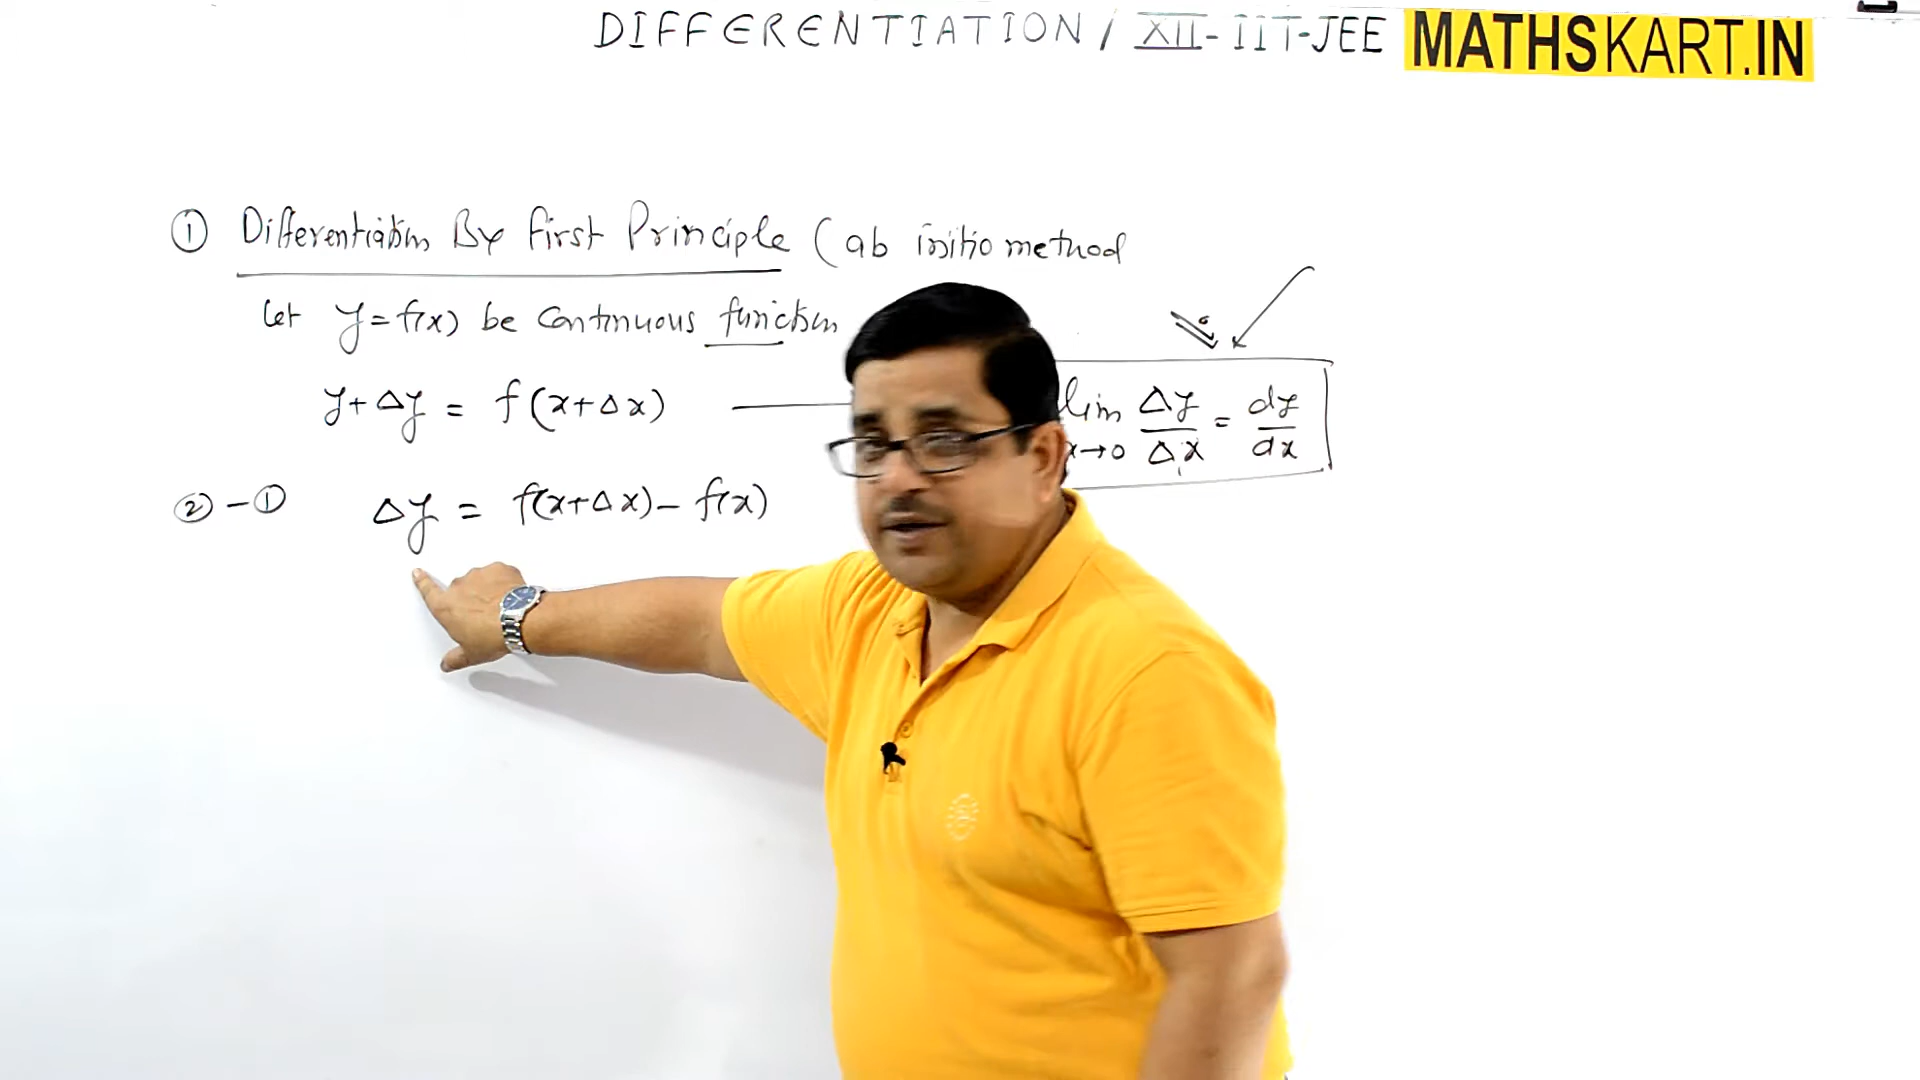 DIFFERENTIATION / XII - IIT-JEE MATHSKART.IN
① Differentiation By First Principle (ab initio method
Let y = f(x) be continuous function
y + Δy = f(x+Δx)
② - ① Δy = f(x+Δx) - f(x)
lim Δy/Δx = dy/dx
x→0